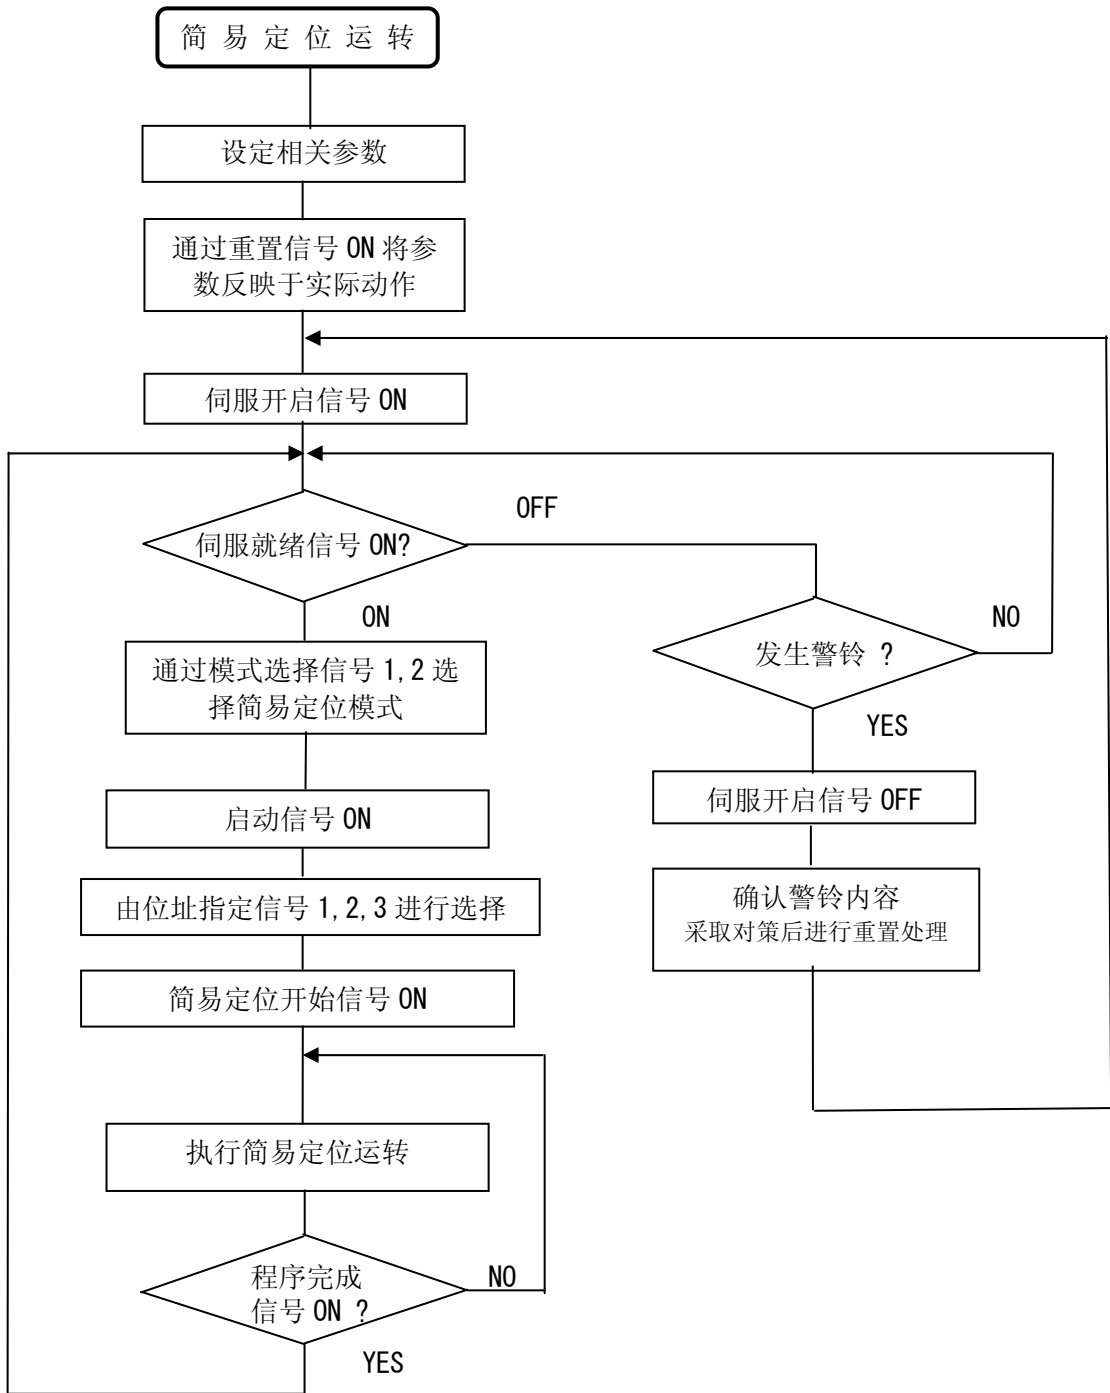 简 易 定 位 运 转
设定相关参数
通过重置信号 ON 将参
数反映于实际动作
伺服开启信号 ON
伺服就绪信号 ON?
OFF
ON
通过模式选择信号 1,2 选
择简易定位模式
启动信号 ON
由位址指定信号 1,2,3 进行选择
简易定位开始信号 ON
执行简易定位运转
程序完成
信号 ON ?
NO
YES
发生警铃 ?
NO
YES
伺服开启信号 OFF
确认警铃内容
采取对策后进行重置处理